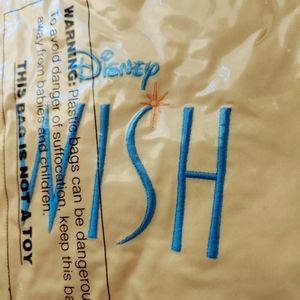 Disney
WISH
WARNING: Plastic bags can be dangerous
To avoid danger of suffocation, keep this ba
away from babies and children.
THIS BAG IS NOT A TOY